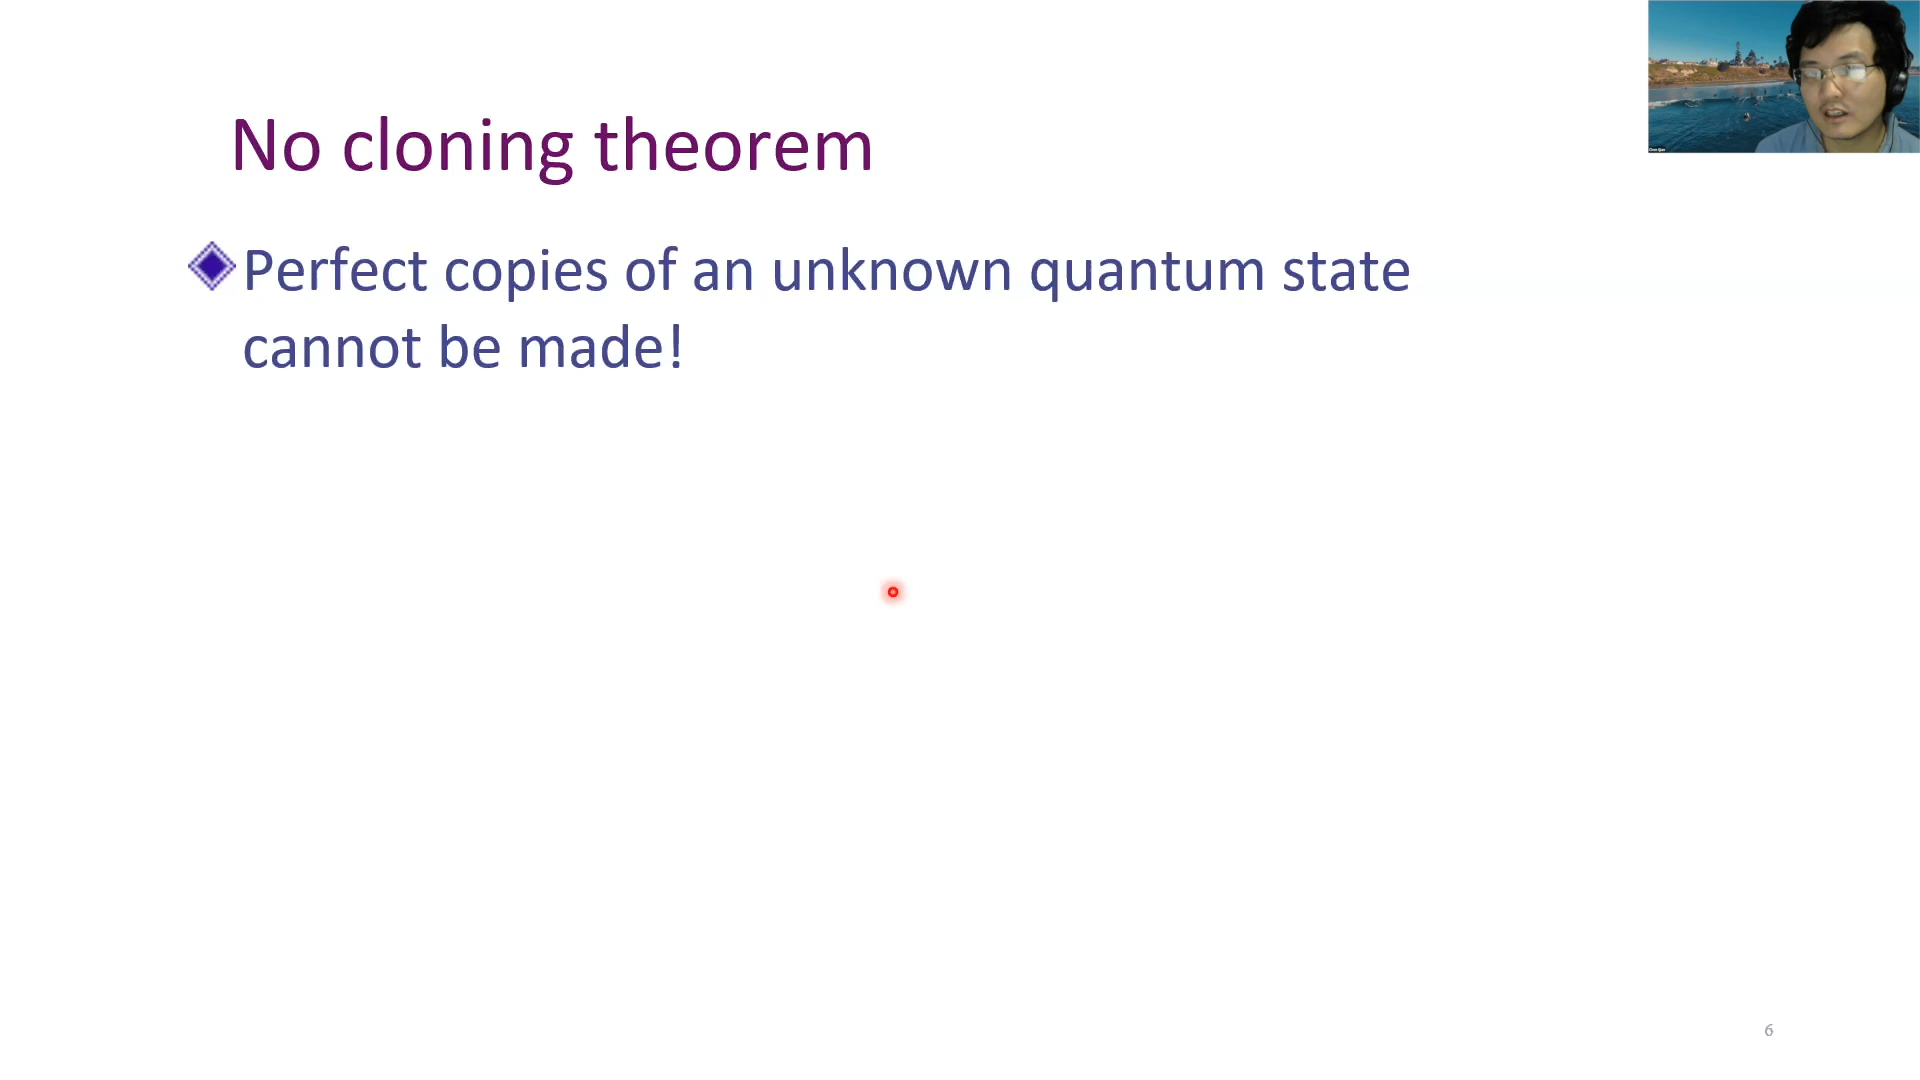 No cloning theorem
Perfect copies of an unknown quantum state
cannot be made!
6